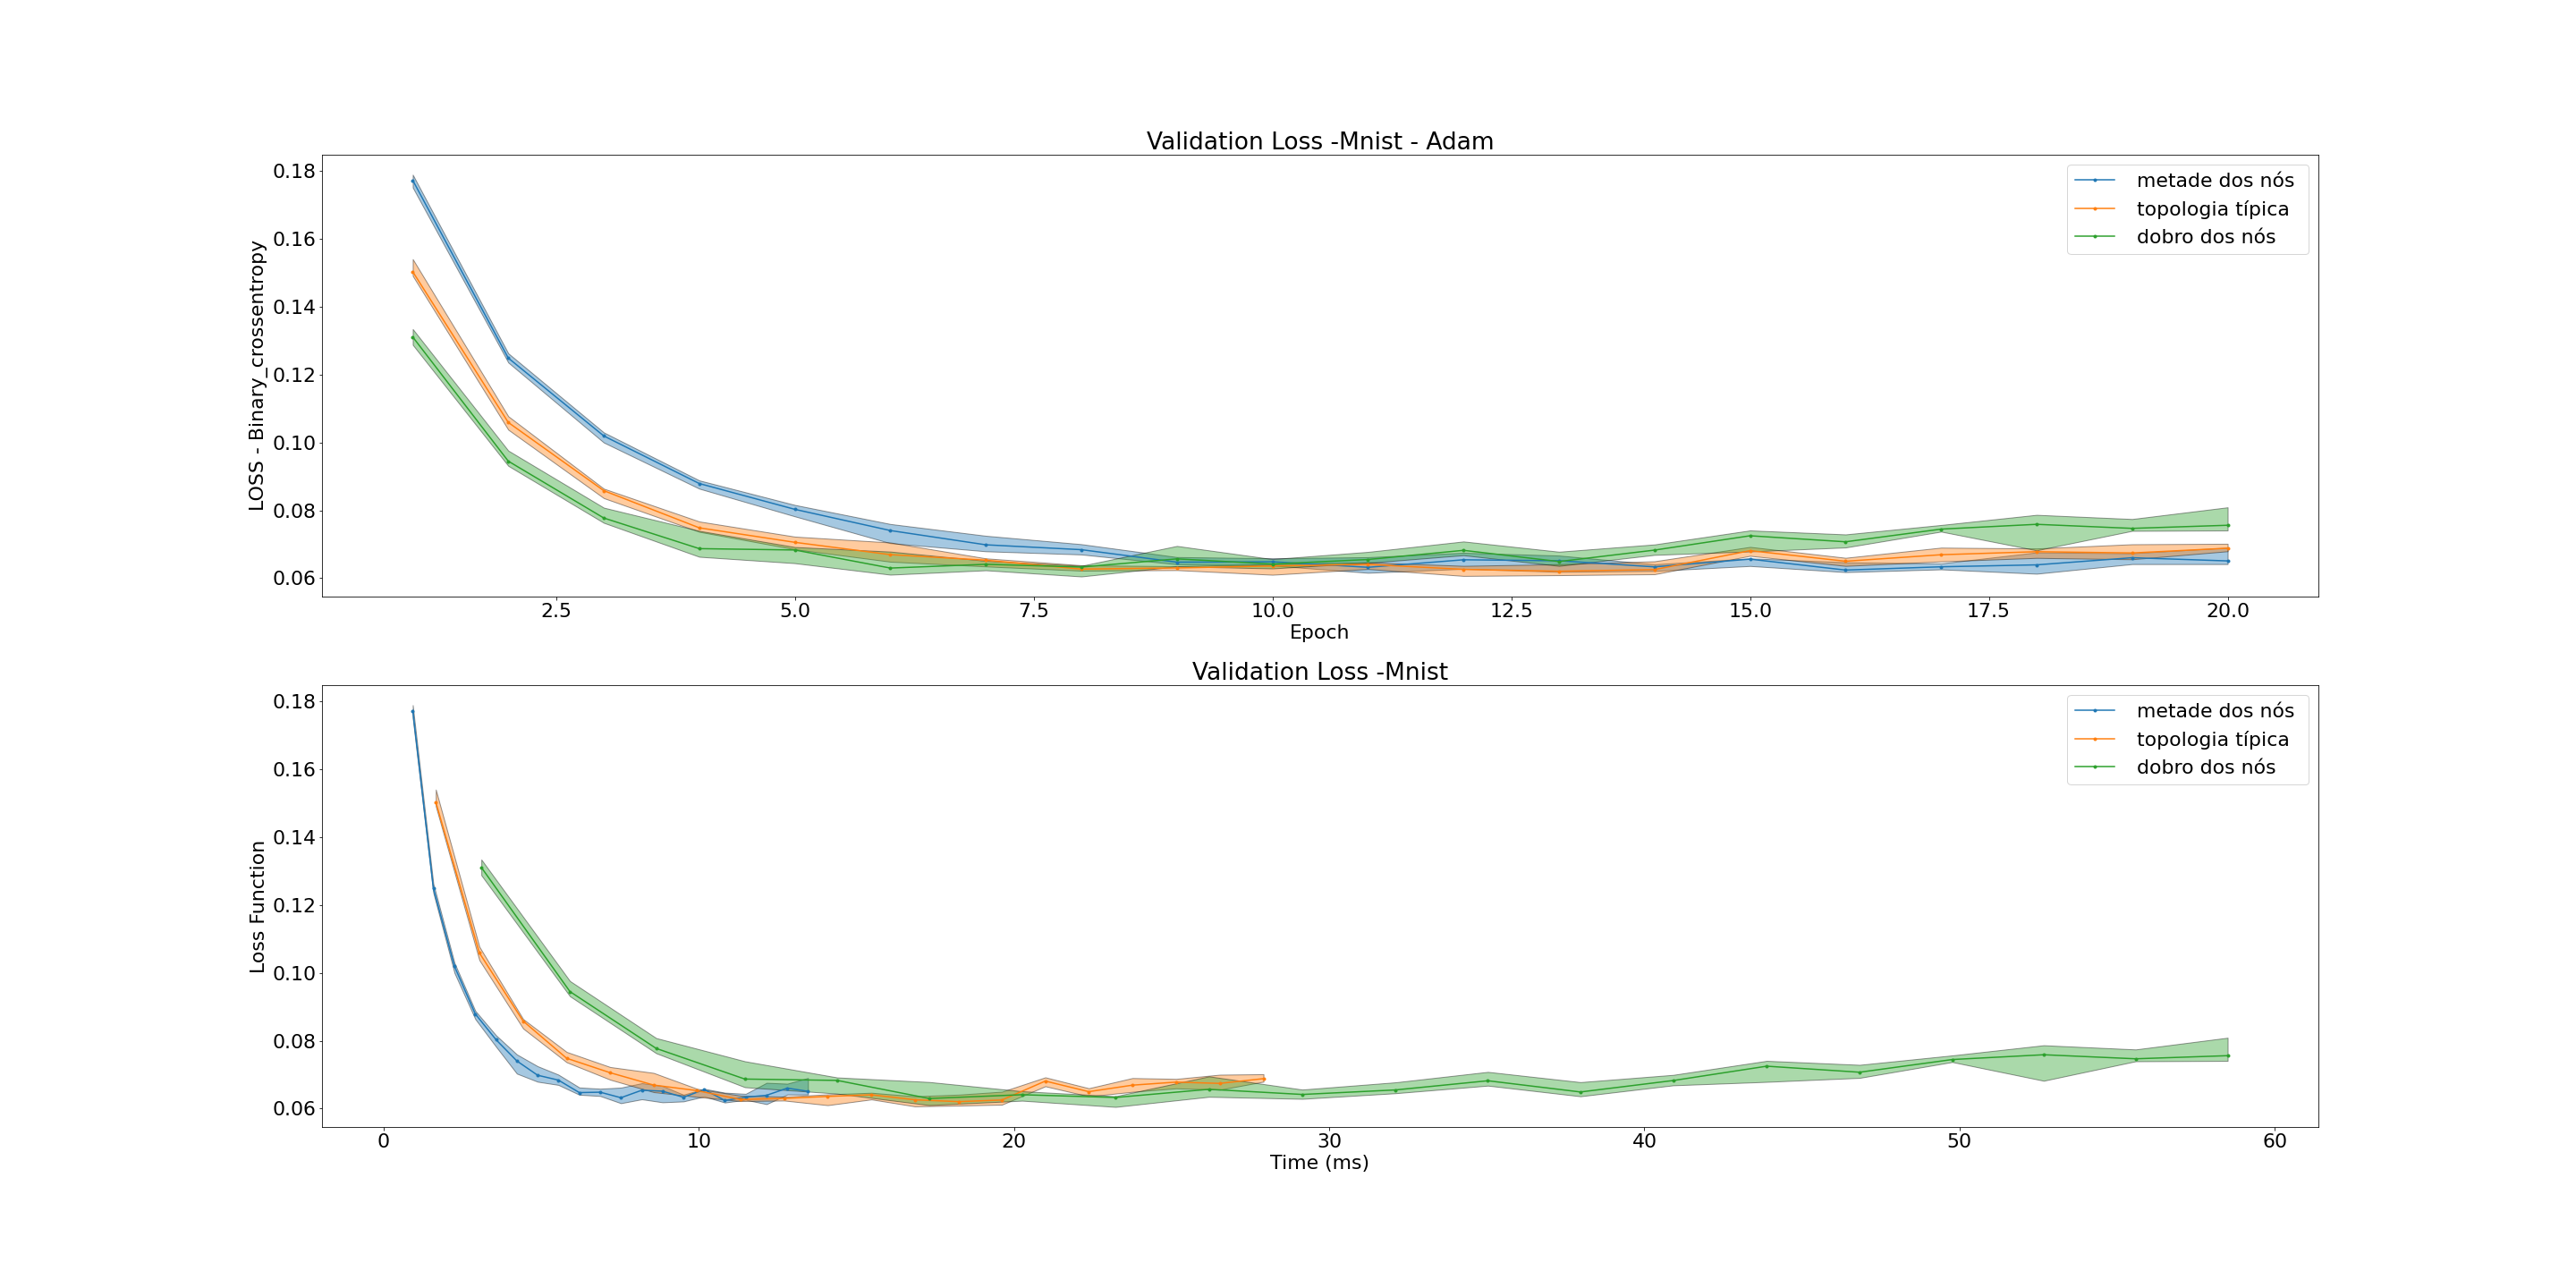 Validation Loss -Mnist - Adam
LOSS - Binary_crossentropy
0.18
0.16
0.14
0.12
0.10
0.08
0.06
metade dos nós
topologia típica
dobro dos nós
2.5 5.0 7.5 10.0 12.5 15.0 17.5 20.0
Epoch
Validation Loss -Mnist
Loss Function
0.18
0.16
0.14
0.12
0.10
0.08
0.06
metade dos nós
topologia típica
dobro dos nós
0 10 20 30 40 50 60
Time (ms)